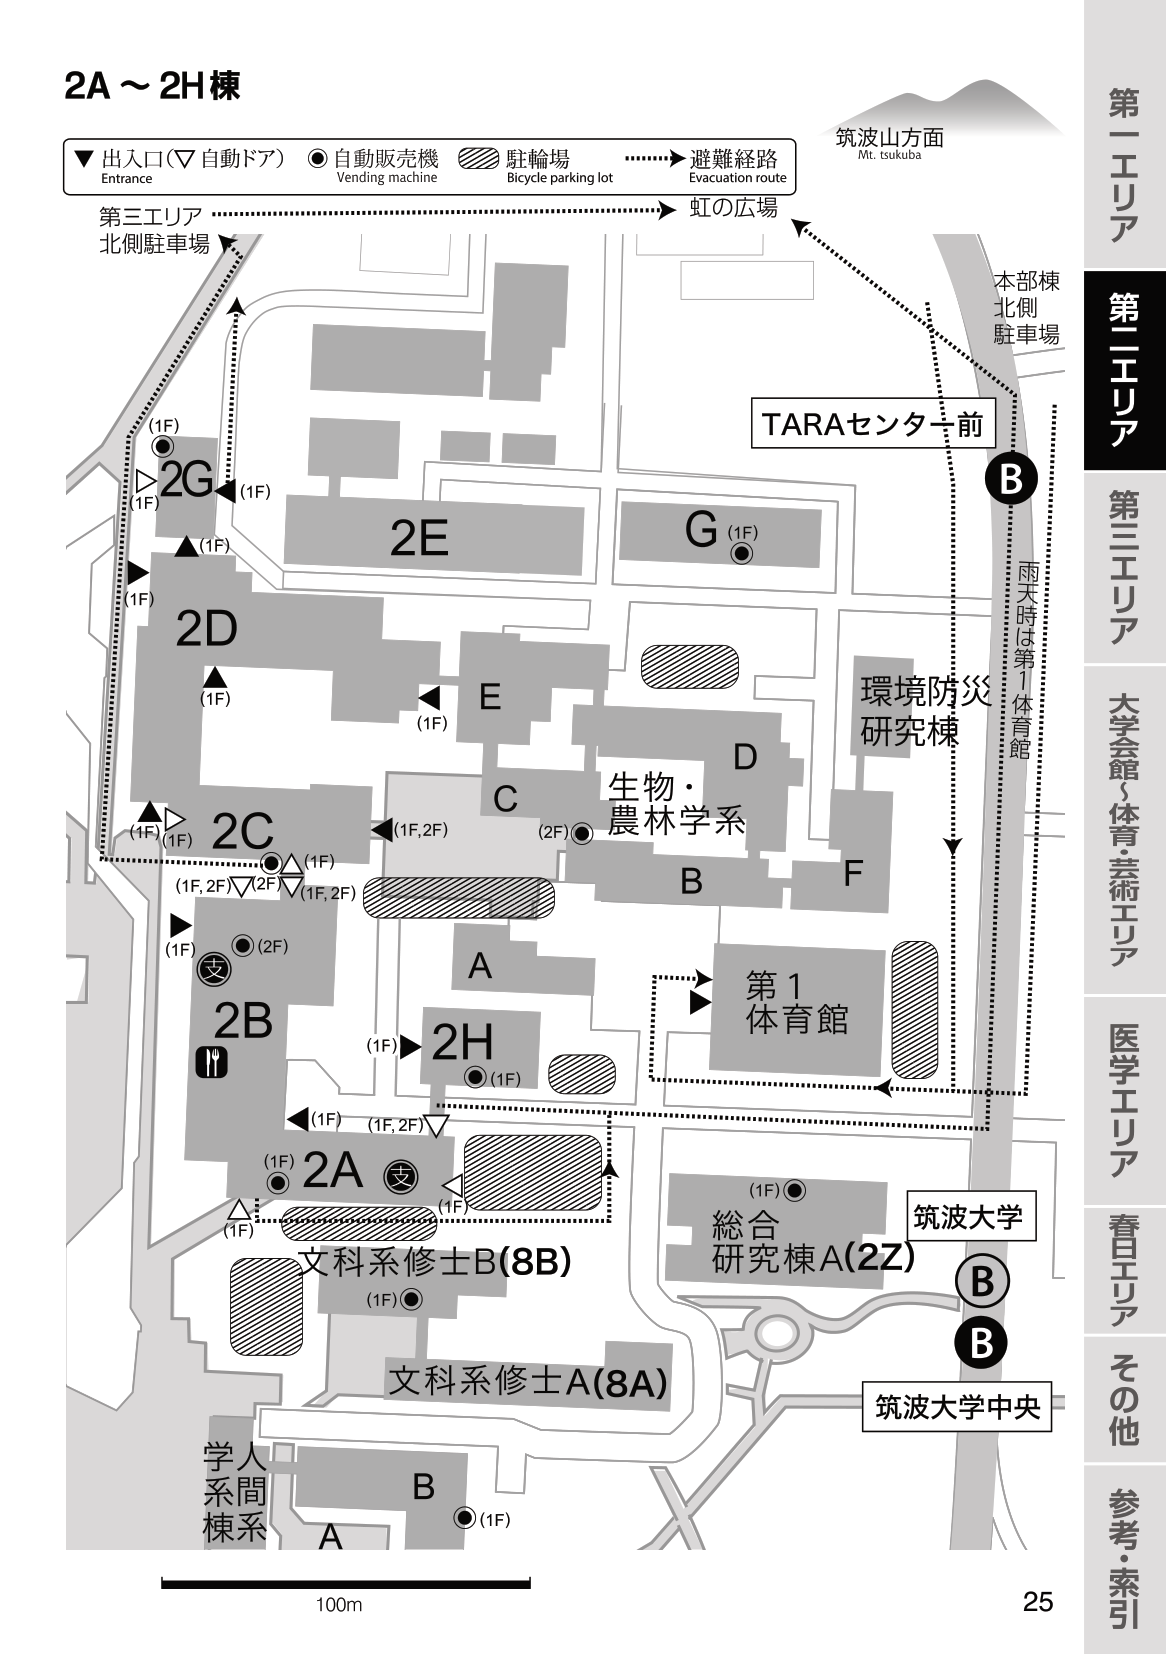 2A ～ 2H棟
筑波山方面
Mt. tsukuba
出入口(▽自動ドア)
Entrance
自動販売機
Vending machine
駐輪場
Bicycle parking lot
避難経路
Evacuation route
第三エリア
北側駐車場
虹の広場
本部棟
北側
駐車場
TARAセンター前
B
(1F)
2G
(1F)
(1F)
(1F)
2E
G
(1F)
雨天時は第1体育館
(1F)
2D
(1F)
(1F)
E
環境防災
研究棟
D
C
生物・
農林学系
(2F)
(1F)
(1F)
2C
(1F,2F)
(1F)
(1F, 2F)
(2F)
(1F, 2F)
B
F
(1F)
(2F)
支
2B
A
第１
体育館
(1F)
2H
(1F)
(1F)
(1F, 2F)
(1F)
2A
支
(1F)
(1F)
(1F)
総合
研究棟A(2Z)
筑波大学
B
B
文科系修士B(8B)
(1F)
文科系修士A(8A)
筑波大学中央
学人
系間
棟系
B
(1F)
A
100m
25
第一エリア
第二エリア
第三エリア
大学会館～体育・芸術エリア
医学エリア
春日エリア
その他
参考・索引